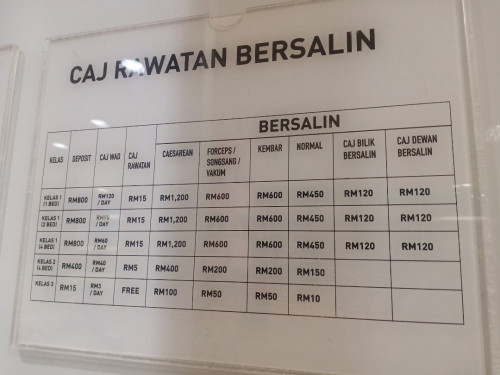 CAJ RAWATAN BERSALIN
KELAS DEPOSIT CAJ WAD CAJ RAWATAN BERSALIN
CAESAREAN FORCEPS / SONGSANG / VAKUM KEMBAR NORMAL CAJ BILIK BERSALIN CAJ DEWAN BERSALIN
KELAS 1 (1 BED) RM800 RM120 / DAY RM15 RM1,200 RM600 RM600 RM450 RM120 RM120
KELAS 1 (2 BED) RM800 / DAY RM15 RM1,200 RM600 RM600 RM450 RM120 RM120
KELAS 1 (4 BED) RM800 RM60 / DAY RM15 RM1,200 RM600 RM600 RM450 RM120 RM120
KELAS 2 (4 BED) RM400 RM40 / DAY RM5 RM400 RM200 RM200 RM150
KELAS 3 RM15 RM3 / DAY FREE RM100 RM50 RM50 RM10